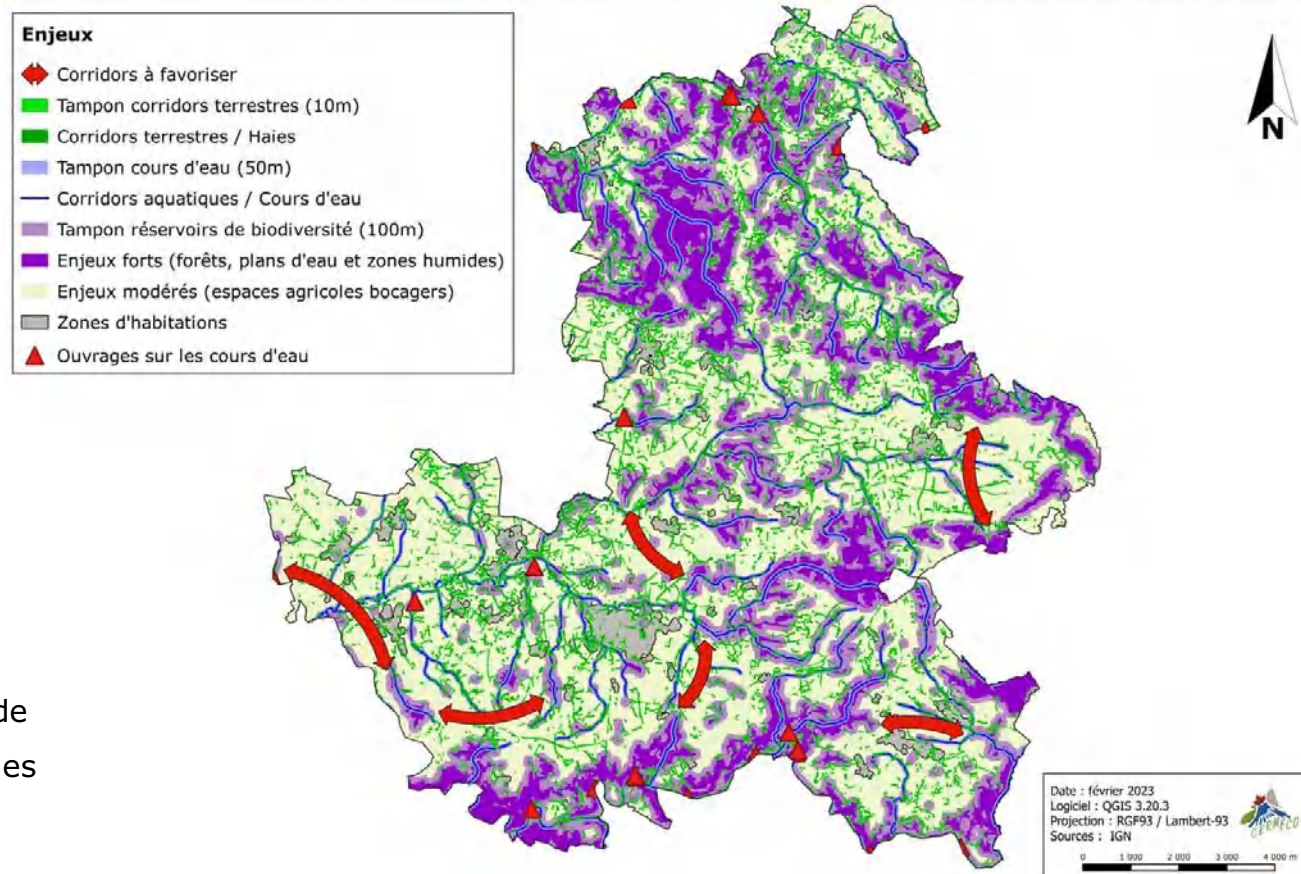 Enjeux
Corridors à favoriser
Tampon corridors terrestres (10m)
Corridors terrestres / Haies
Tampon cours d'eau (50m)
Corridors aquatiques / Cours d'eau
Tampon réservoirs de biodiversité (100m)
Enjeux forts (forêts, plans d'eau et zones humides)
Enjeux modérés (espaces agricoles bocagers)
Zones d'habitations
Ouvrages sur les cours d'eau
N
de
es
Date : février 2023
Logiciel : QGIS 3.20.3
Projection : RGF93 / Lambert-93
Sources : IGN
CERMECO
0 1 000 2 000 3 000 4 000 m